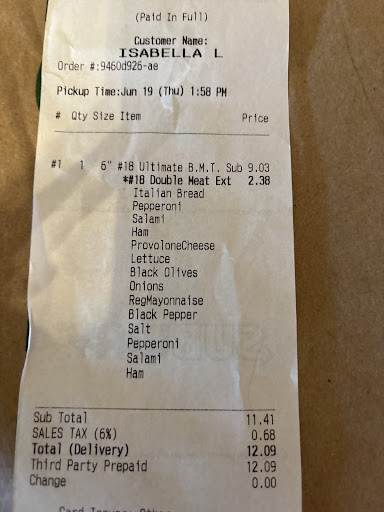 (Paid In Full)
Customer Name:
ISABELLA L
Order #:9460d926-ae
Pickup Time:Jun 19 (Thu) 1:58 PM
# Qty Size Item Price
#1 1 6" #18 Ultimate B.M.T. Sub 9.03
*#18 Double Meat Ext 2.38
Italian Bread
Pepperoni
Salami
Ham
ProvoloneCheese
Lettuce
Black Olives
Onions
RegMayonnaise
Black Pepper
Salt
Pepperoni
Salami
Ham
Sub Total 11.41
SALES TAX (6%) 0.68
Total (Delivery) 12.09
Third Party Prepaid 12.09
Change 0.00